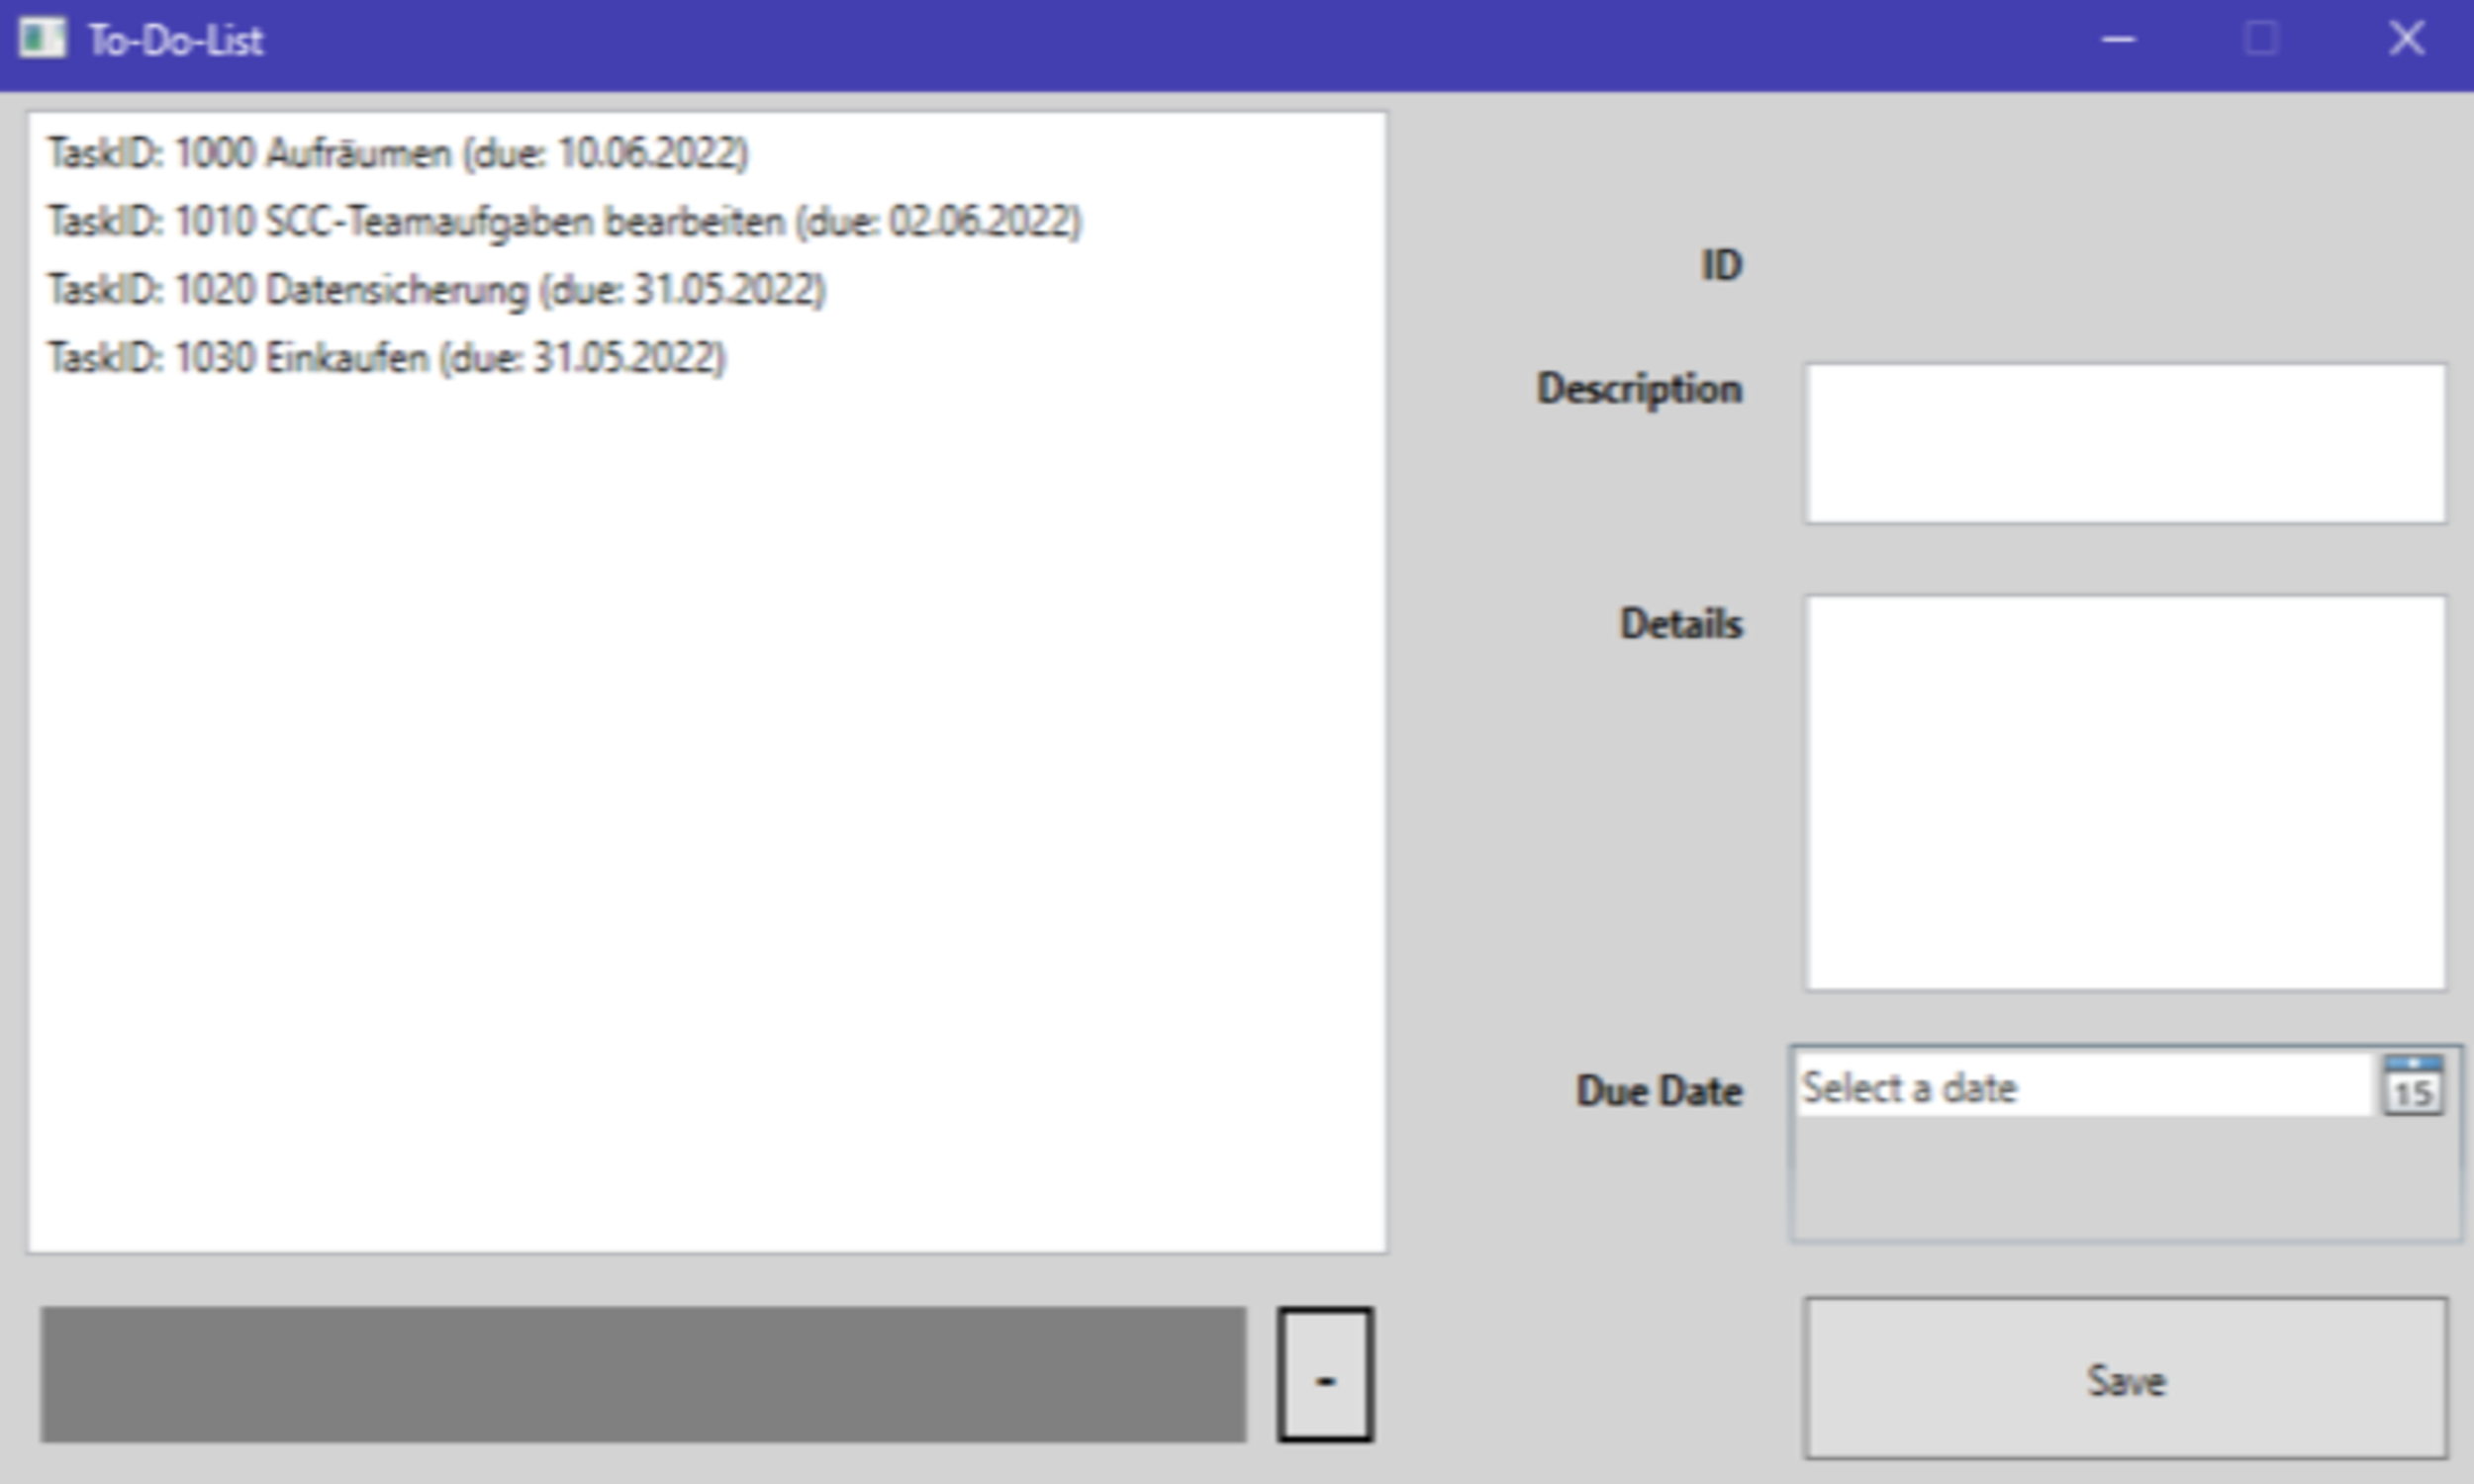 To-Do-List
TaskID: 1000 Aufräumen (due: 10.06.2022)
TaskID: 1010 SCC-Teamaufgaben bearbeiten (due: 02.06.2022)
TaskID: 1020 Datensicherung (due: 31.05.2022)
TaskID: 1030 Einkaufen (due: 31.05.2022)
ID
Description
Details
Due Date
Select a date
15
-
Save